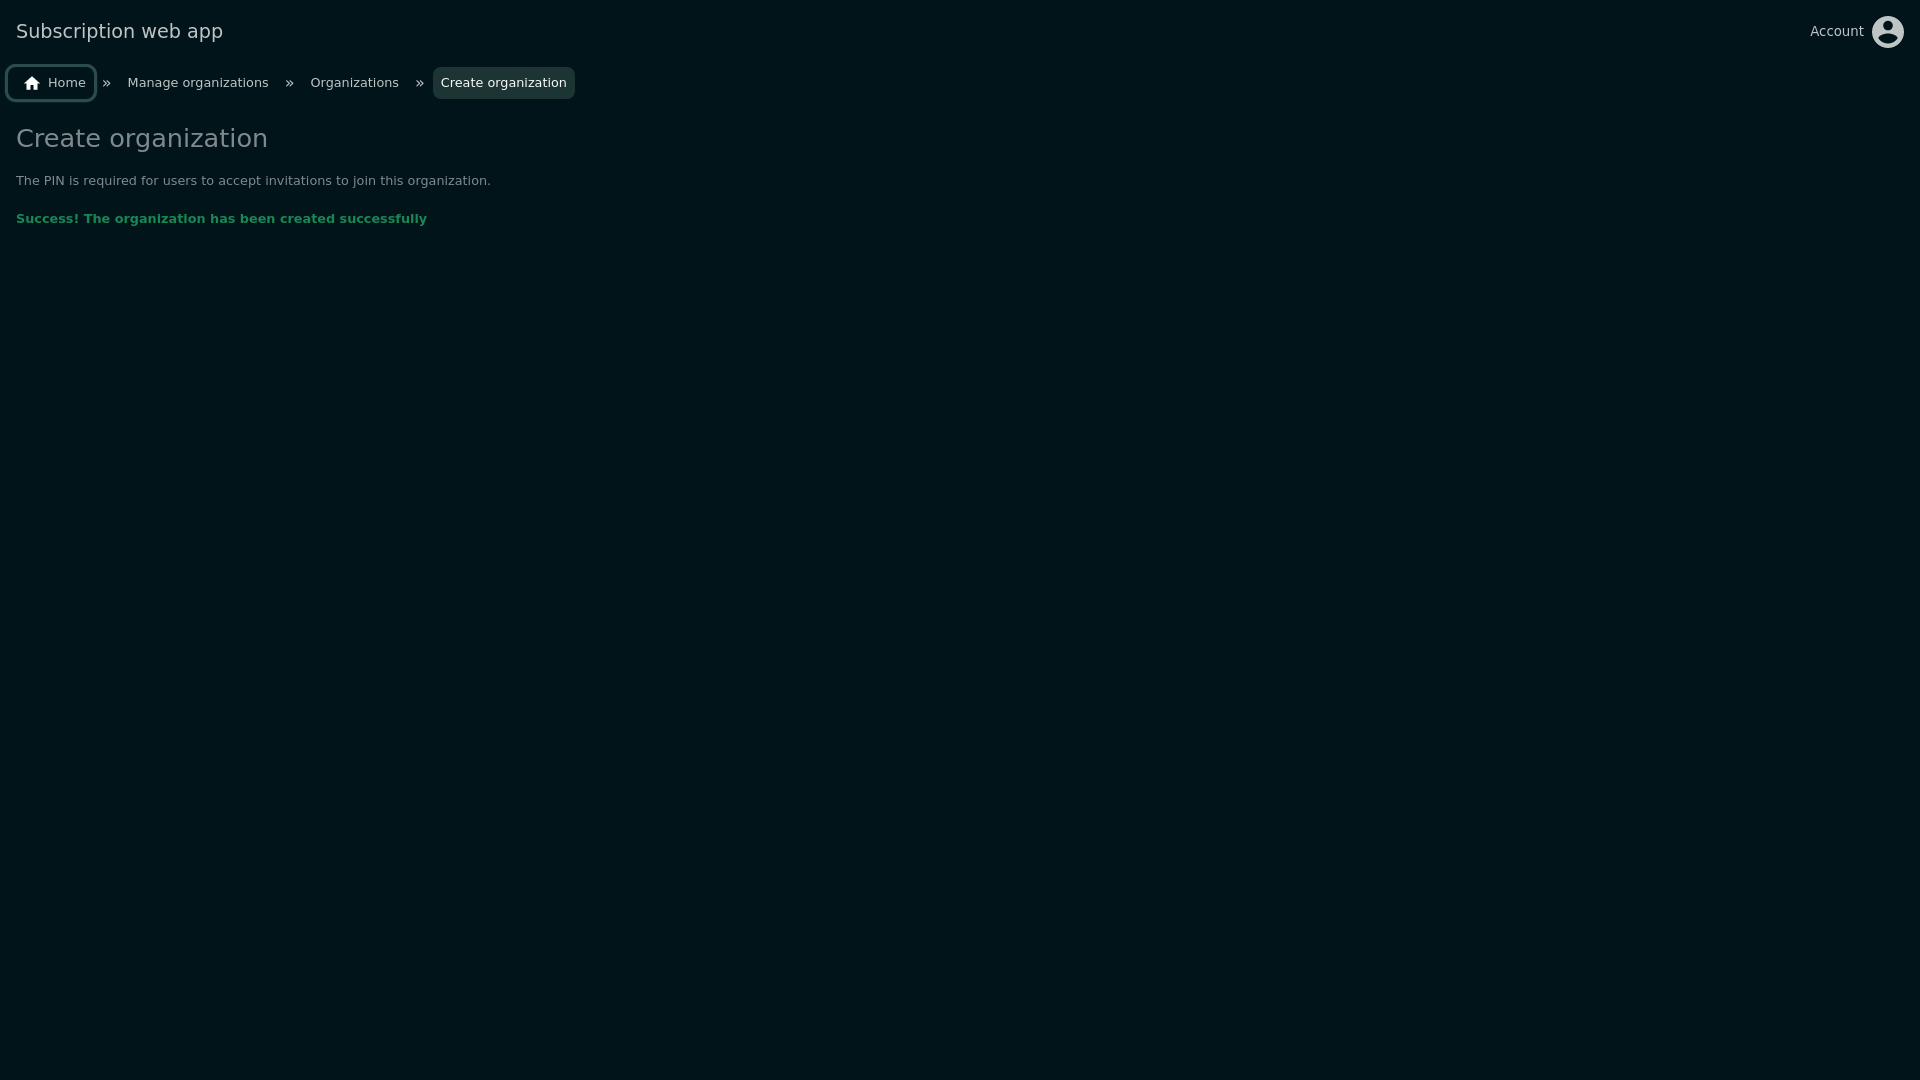 Subscription web app
Account
Home » Manage organizations » Organizations » Create organization
Create organization
The PIN is required for users to accept invitations to join this organization.
Success! The organization has been created successfully